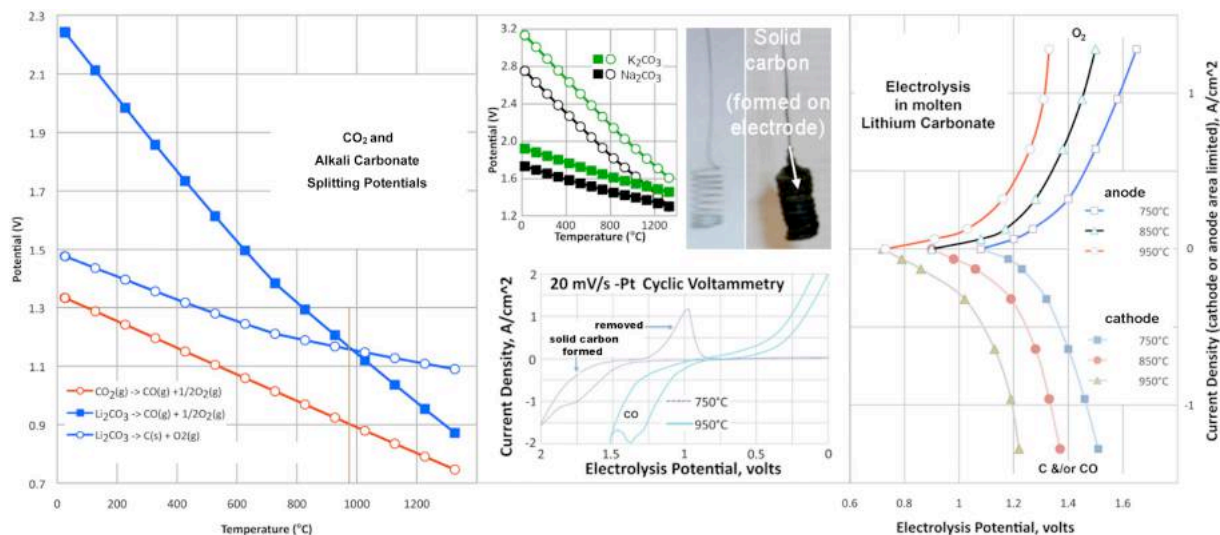 2.3
2.1
1.9
1.7
1.5
1.3
1.1
0.9
0.7
Potential (V)
CO₂ and
Alkali Carbonate
Splitting Potentials
CO₂(g) -> CO(g) +1/2O₂(g)
Li₂CO₃ -> CO(g) + 1/2O₂(g)
Li₂CO₃ -> C(s) + O2(g)
0 200 400 600 800 1000 1200
Temperature (°C)
3.2
2.8
2.4
2.0
1.6
1.2
Potential (V)
K₂CO₃
Na₂CO₃
0 400 800 1200
Temperature (°C)
Solid
carbon
(formed on
electrode)
20 mV/s -Pt Cyclic Voltammetry
2
1
0
-1
-2
Current Density, A/cm^2
removed
solid carbon
formed
CO
750°C
950°C
2 1.5 1 0.5 0
Electrolysis Potential, volts
O₂
Electrolysis
in molten
Lithium Carbonate
anode
750°C
850°C
950°C
cathode
750°C
850°C
950°C
C &/or CO
1
0
-1
Current Density (cathode or anode area limited), A/cm^2
0.6 0.8 1 1.2 1.4 1.6
Electrolysis Potential, volts